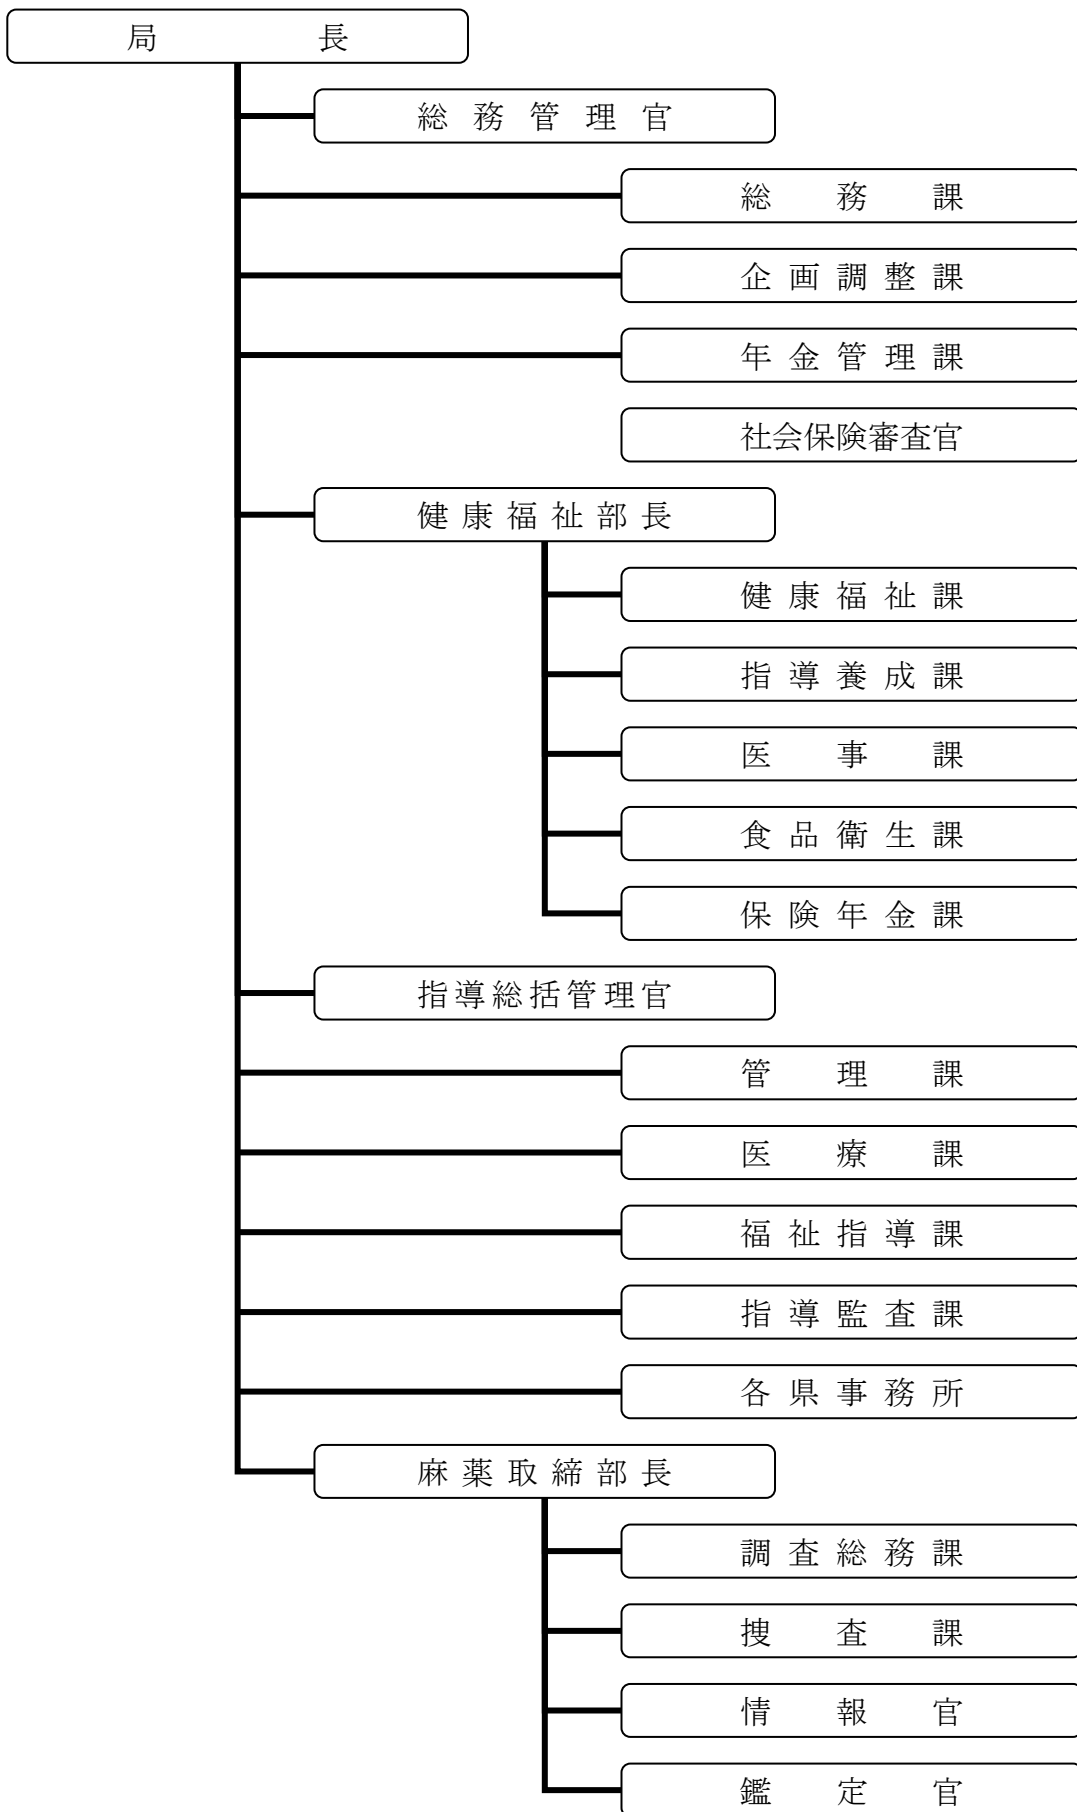 局長
総務管理官
総務課
企画調整課
年金管理課
社会保険審査官
健康福祉部長
健康福祉課
指導養成課
医事課
食品衛生課
保険年金課
指導総括管理官
管理課
医療課
福祉指導課
指導監査課
各県事務所
麻薬取締部長
調査総務課
捜査課
情報官
鑑定官